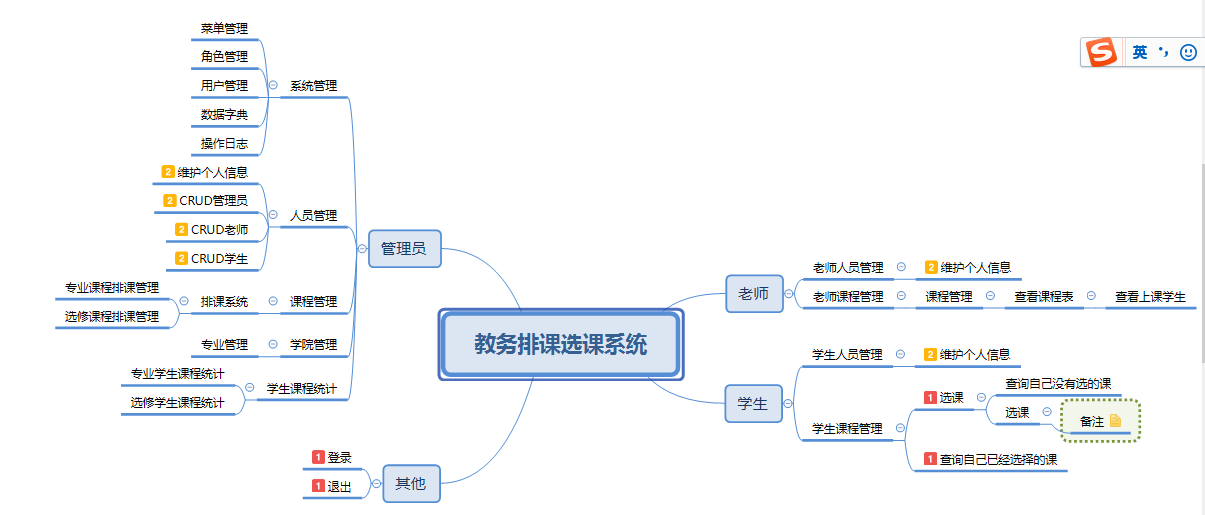 菜单管理
角色管理
用户管理
数据字典
操作日志
系统管理
2 维护个人信息
2 CRUD管理员
2 CRUD老师
2 CRUD学生
人员管理
专业课程排课管理
选修课程排课管理
排课系统
课程管理
专业管理
学院管理
专业学生课程统计
选修学生课程统计
学生课程统计
管理员
教务排课选课系统
1 登录
1 退出
其他
S 英
老师
老师人员管理
2 维护个人信息
老师课程管理
课程管理
查看课程表
查看上课学生
学生
学生人员管理
2 维护个人信息
学生课程管理
1 选课
查询自己没有选的课
选课
备注
1 查询自己已经选择的课